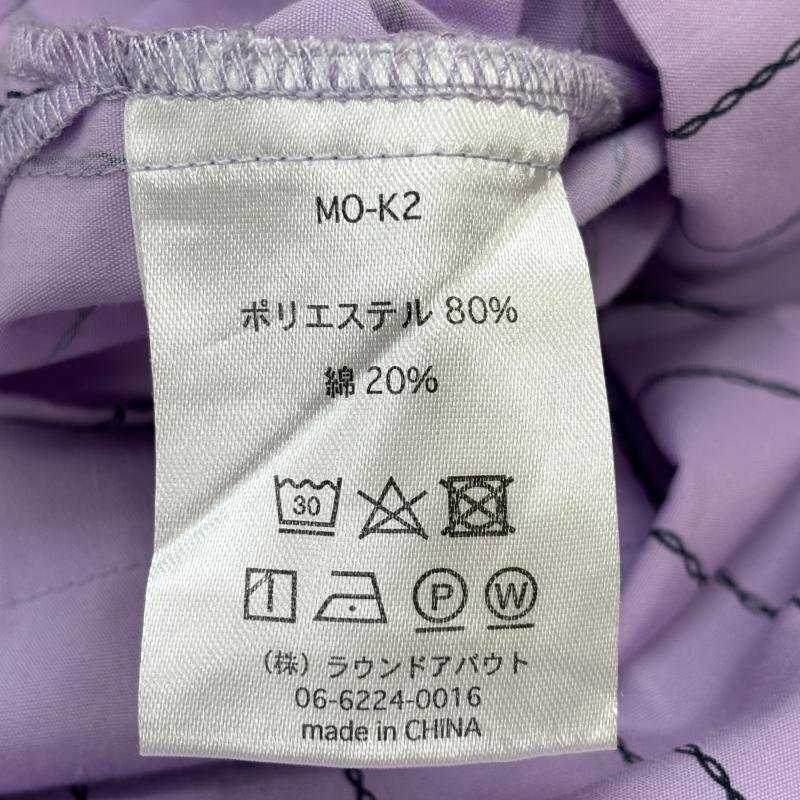 MO-K2
ポリエステル 80%
綿 20%
30
P W
（株）ラウンドアバウト
06-6224-0016
made in CHINA